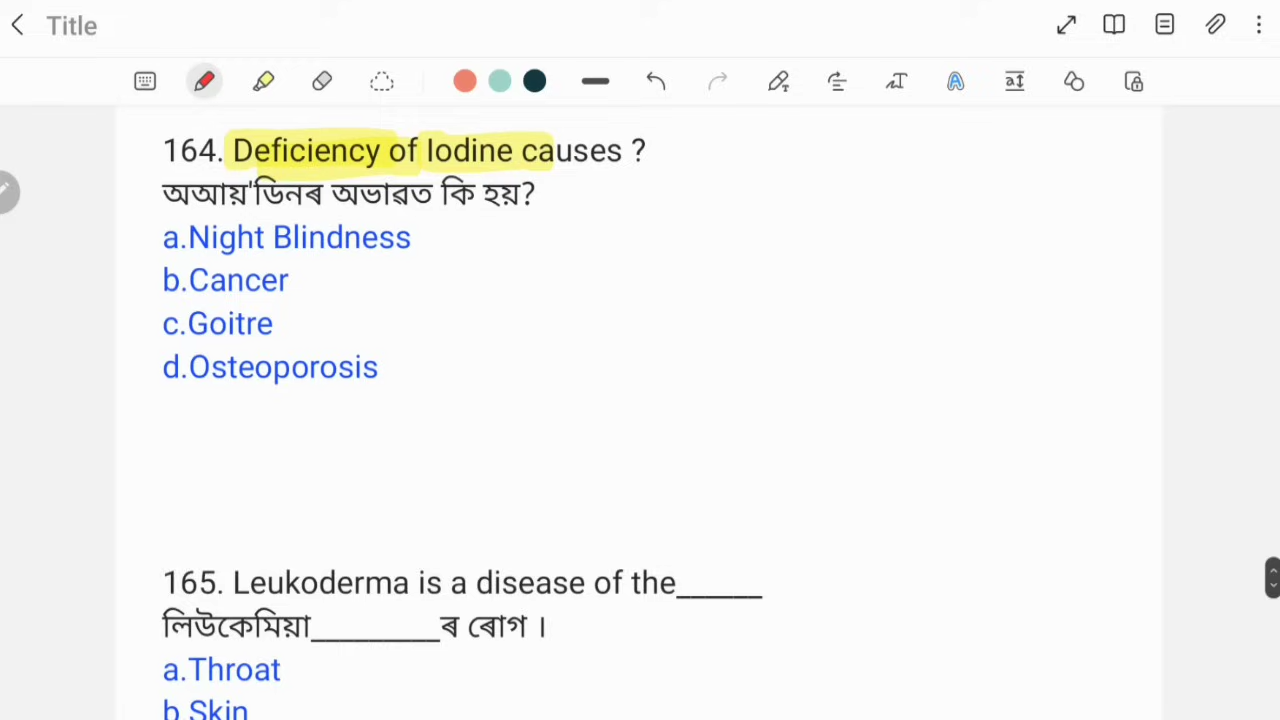 Title
164. Deficiency of Iodine causes ?
অআয়'ডিনৰ অভাৱত কি হয়?
a.Night Blindness
b.Cancer
c.Goitre
d.Osteoporosis
165. Leukoderma is a disease of the______
লিউকেমিয়া_________ৰ ৰোগ ।
a.Throat
b.Skin